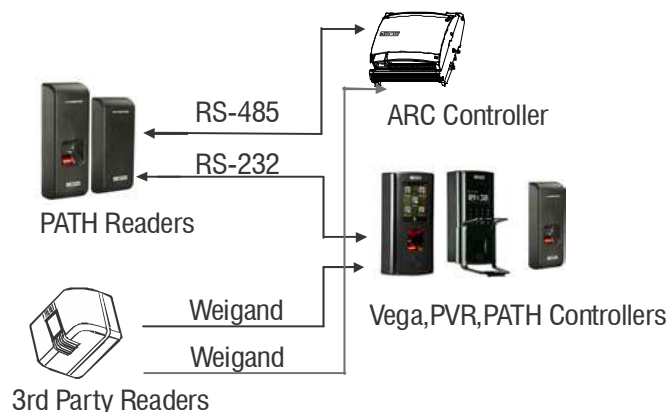 RS-485
ARC Controller
RS-232
PATH Readers
Weigand
Vega,PVR,PATH Controllers
Weigand
3rd Party Readers